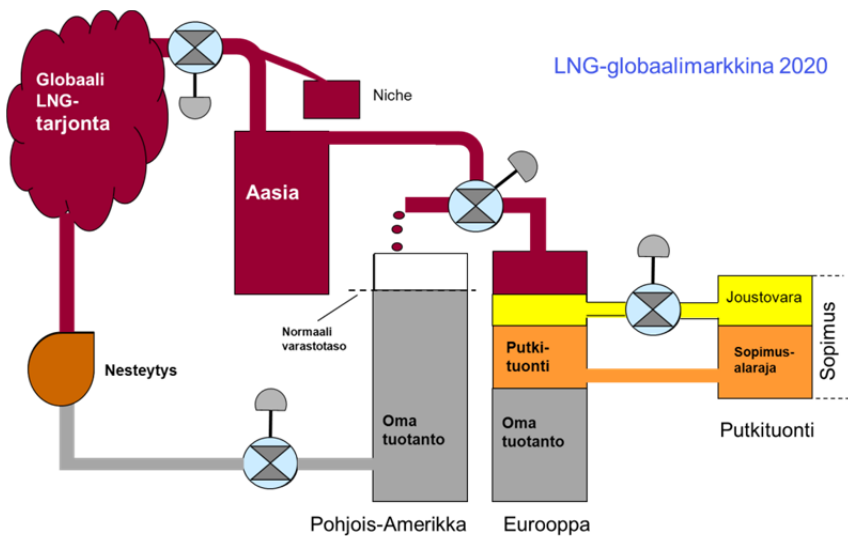 LNG-globaalimarkkina 2020
Globaali
LNG-
tarjonta
Niche
Aasia
Normaali
varastotaso
Nesteytys
Oma
tuotanto
Putki-
tuonti
Oma
tuotanto
Joustovara
Sopimus-
alaraja
Sopimus
Putkituonti
Pohjois-Amerikka
Eurooppa